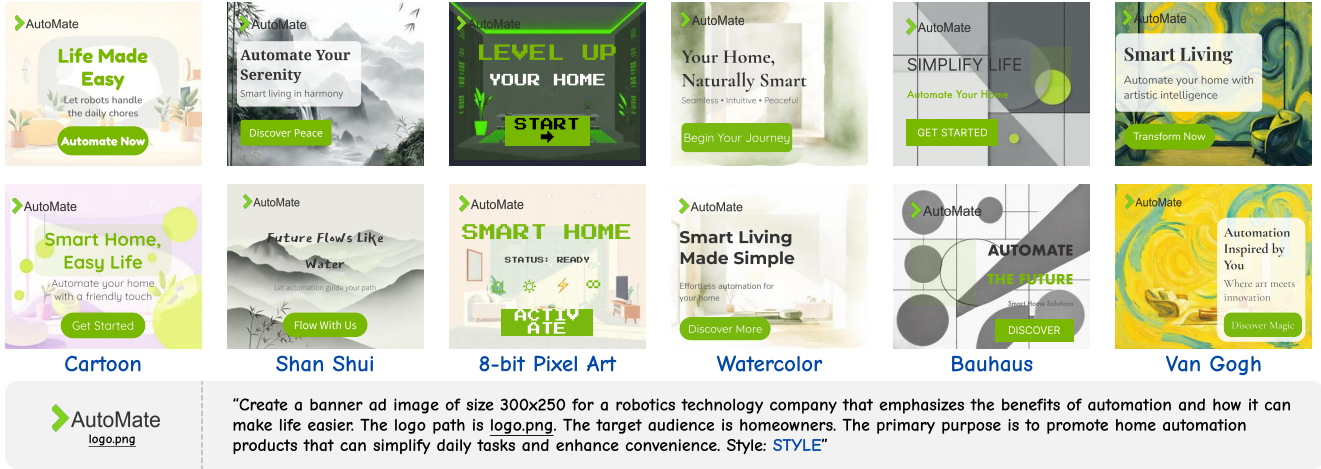 AutoMate
Life Made
Easy
Let robots handle
the daily chores
Automate Now
AutoMate
Automate Your
Serenity
Smart living in harmony
Discover Peace
AutoMate
LEVEL UP
YOUR HOME
START
AutoMate
Your Home,
Naturally Smart
Seamless • Intuitive • Peaceful
Begin Your Journey
AutoMate
SIMPLIFY LIFE
Automate Your Home
GET STARTED
AutoMate
Smart Living
Automate your home with
artistic intelligence
Transform Now
AutoMate
Smart Home,
Easy Life
Automate your home
with a friendly touch
Get Started
AutoMate
Future Flows Like
Water
Let automation guide your path
Flow With Us
AutoMate
SMART HOME
STATUS: READY
ACTIV
ATE
AutoMate
Smart Living
Made Simple
Effortless automation for
your home
Discover More
AutoMate
AUTOMATE
THE FUTURE
Smart Home Solutions
DISCOVER
AutoMate
Automation
Inspired by
You
Where art meets
innovation
Discover Magic
Cartoon
Shan Shui
8-bit Pixel Art
Watercolor
Bauhaus
Van Gogh
AutoMate
logo.png
“Create a banner ad image of size 300x250 for a robotics technology company that emphasizes the benefits of automation and how it can
make life easier. The logo path is logo.png. The target audience is homeowners. The primary purpose is to promote home automation
products that can simplify daily tasks and enhance convenience. Style: STYLE”